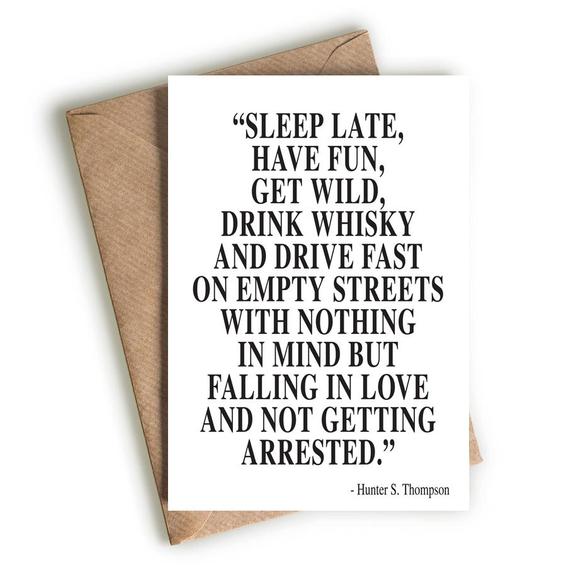 “SLEEP LATE,
HAVE FUN,
GET WILD,
DRINK WHISKY
AND DRIVE FAST
ON EMPTY STREETS
WITH NOTHING
IN MIND BUT
FALLING IN LOVE
AND NOT GETTING
ARRESTED.”
- Hunter S. Thompson